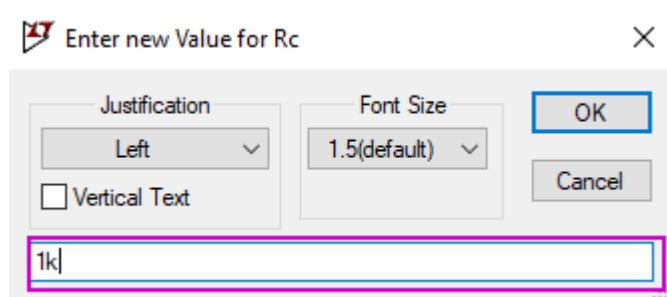 Enter new Value for Rc
Justification
Font Size
OK
Left
1.5(default)
Vertical Text
Cancel
1k